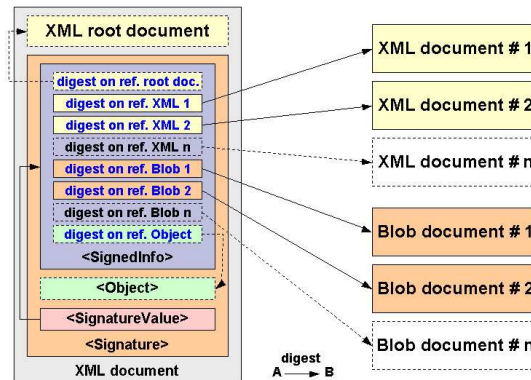 XML root document
digest on ref. root doc.
digest on ref. XML 1
digest on ref. XML 2
digest on ref. XML n
digest on ref. Blob 1
digest on ref. Blob 2
digest on ref. Blob n
digest on ref. Object
<SignedInfo>
<Object>
<SignatureValue>
<Signature>
XML document
digest
A B
XML document # 1
XML document # 2
XML document # n
Blob document # 1
Blob document # 2
Blob document # n